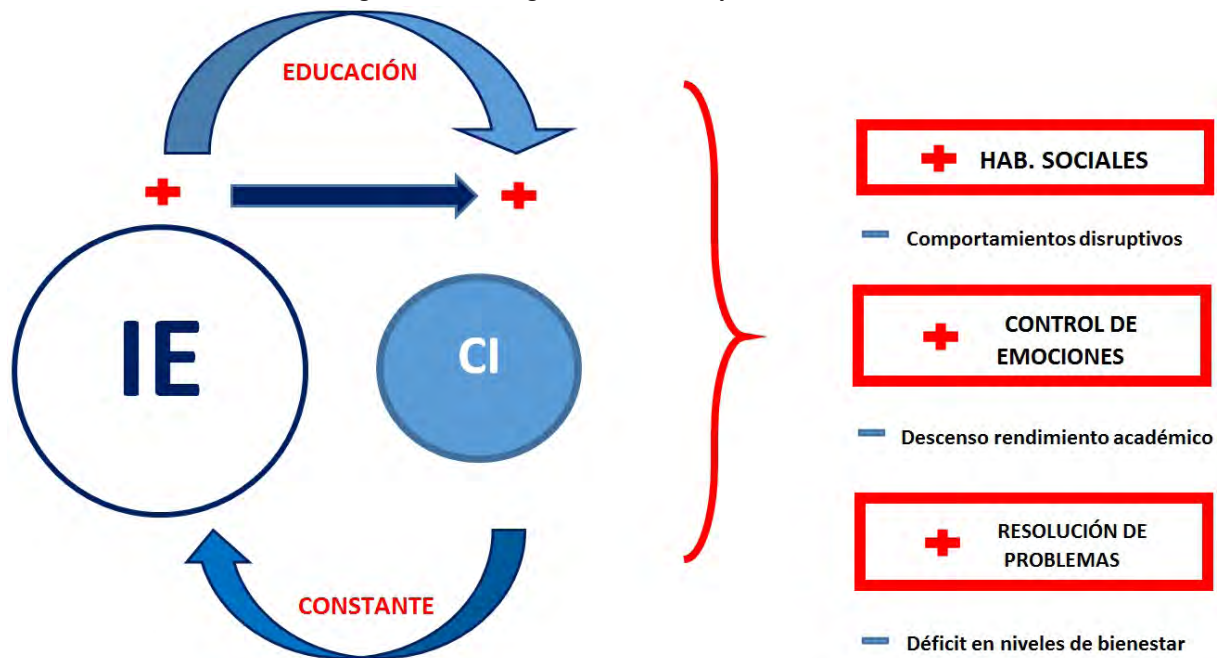 EDUCACIÓN
IE
CI
CONSTANTE
HAB. SOCIALES
Comportamientos disruptivos
CONTROL DE
EMOCIONES
Descenso rendimiento académico
RESOLUCIÓN DE
PROBLEMAS
Déficit en niveles de bienestar